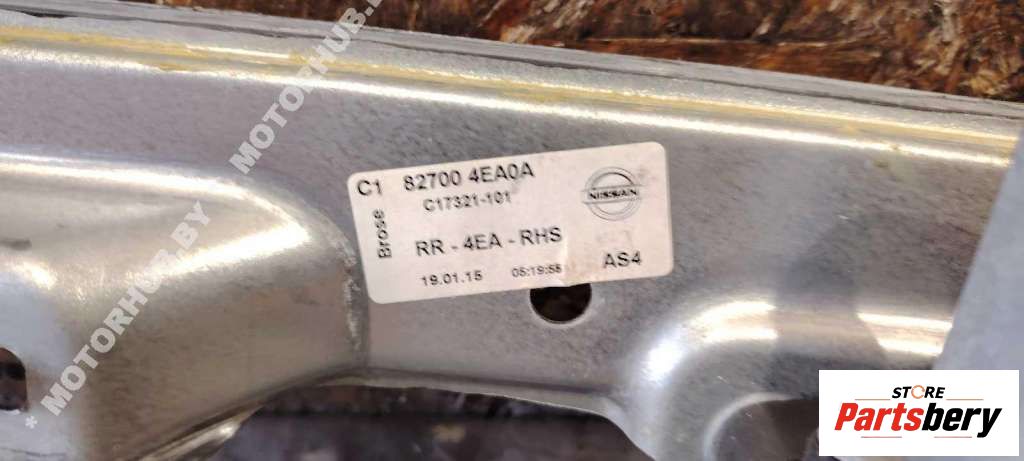 C1 82700 4EA0A
C17321-101
Brose
NISSAN
RR - 4EA - RHS
19.01.15 05:19:58 AS4
* MOTORHUB.BY * MOTORHUB.BY
STORE
Partsbery